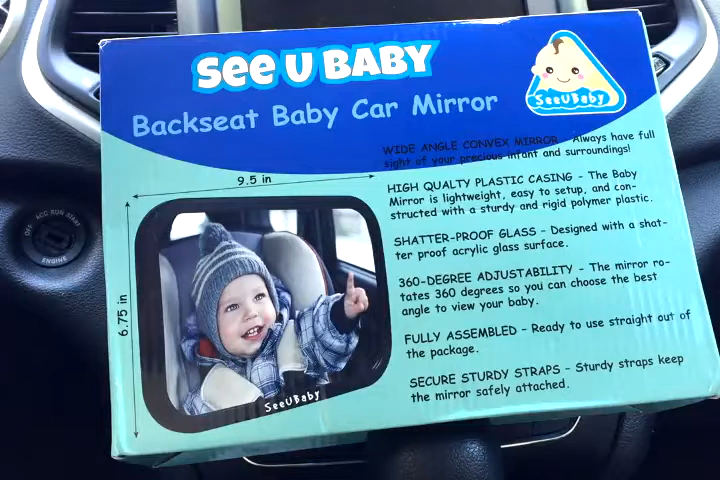 See U BABY
Backseat Baby Car Mirror
SeeUBaby
WIDE ANGLE CONVEX MIRROR - Always have full
sight of your precious infant and surroundings!
9.5 in
HIGH QUALTY PLASTIC CASING - The Baby
Mirror is lightweight, easy to setup, and con-
structed with a sturdy and rigid polymer plastic.
SHATTER-PROOF GLASS - Designed with a shat-
ter proof acrylic glass surface.
360-DEGREE ADJUSTABILITY - The mirror ro-
tates 360 degrees so you can choose the best
angle to view your baby.
6.75 in
FULLY ASSEMBLED - Ready to use straight out of
the package.
SECURE STURDY STRAPS - Sturdy straps keep
the mirror safely attached.
SeeUBaby
OFF ACC RUN START
ENGINE